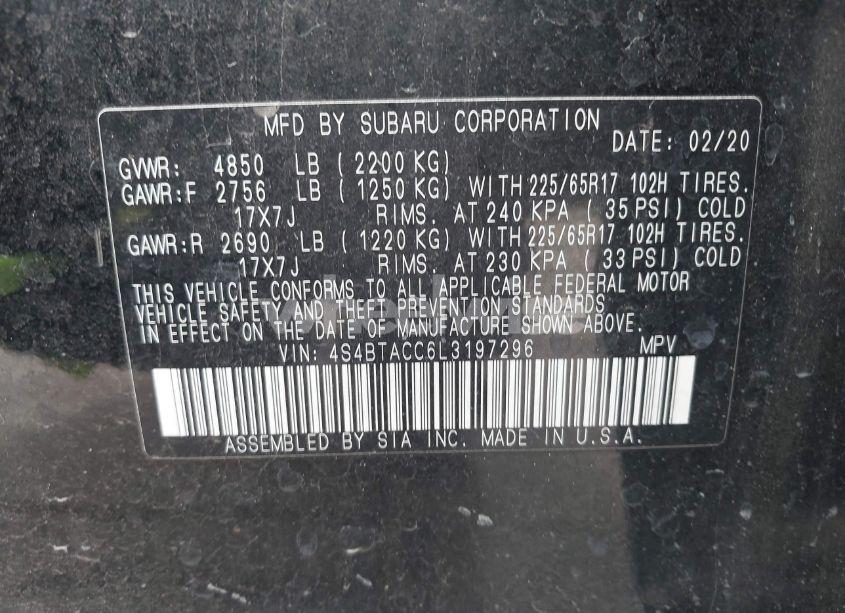 MFD BY SUBARU CORPORATION
DATE: 02/20
GVWR: 4850 LB ( 2200 KG)
GAWR:F 2756 LB ( 1250 KG) WITH 225/65R17 102H TIRES.
17X7J RIMS. AT 240 KPA ( 35 PSI) COLD
GAWR:R 2690 LB ( 1220 KG) WITH 225/65R17 102H TIRES.
17X7J RIMS. AT 230 KPA ( 33 PSI) COLD.
THIS VEHICLE CONFORMS TO ALL APPLICABLE FEDERAL MOTOR
VEHICLE SAFETY AND THEFT PREVENTION STANDARDS
IN EFFECT ON THE DATE OF MANUFACTURE SHOWN ABOVE.
VIN: 4S4BTACC6L3197296 MPV
ASSEMBLED BY SIA INC. MADE IN U.S.A.